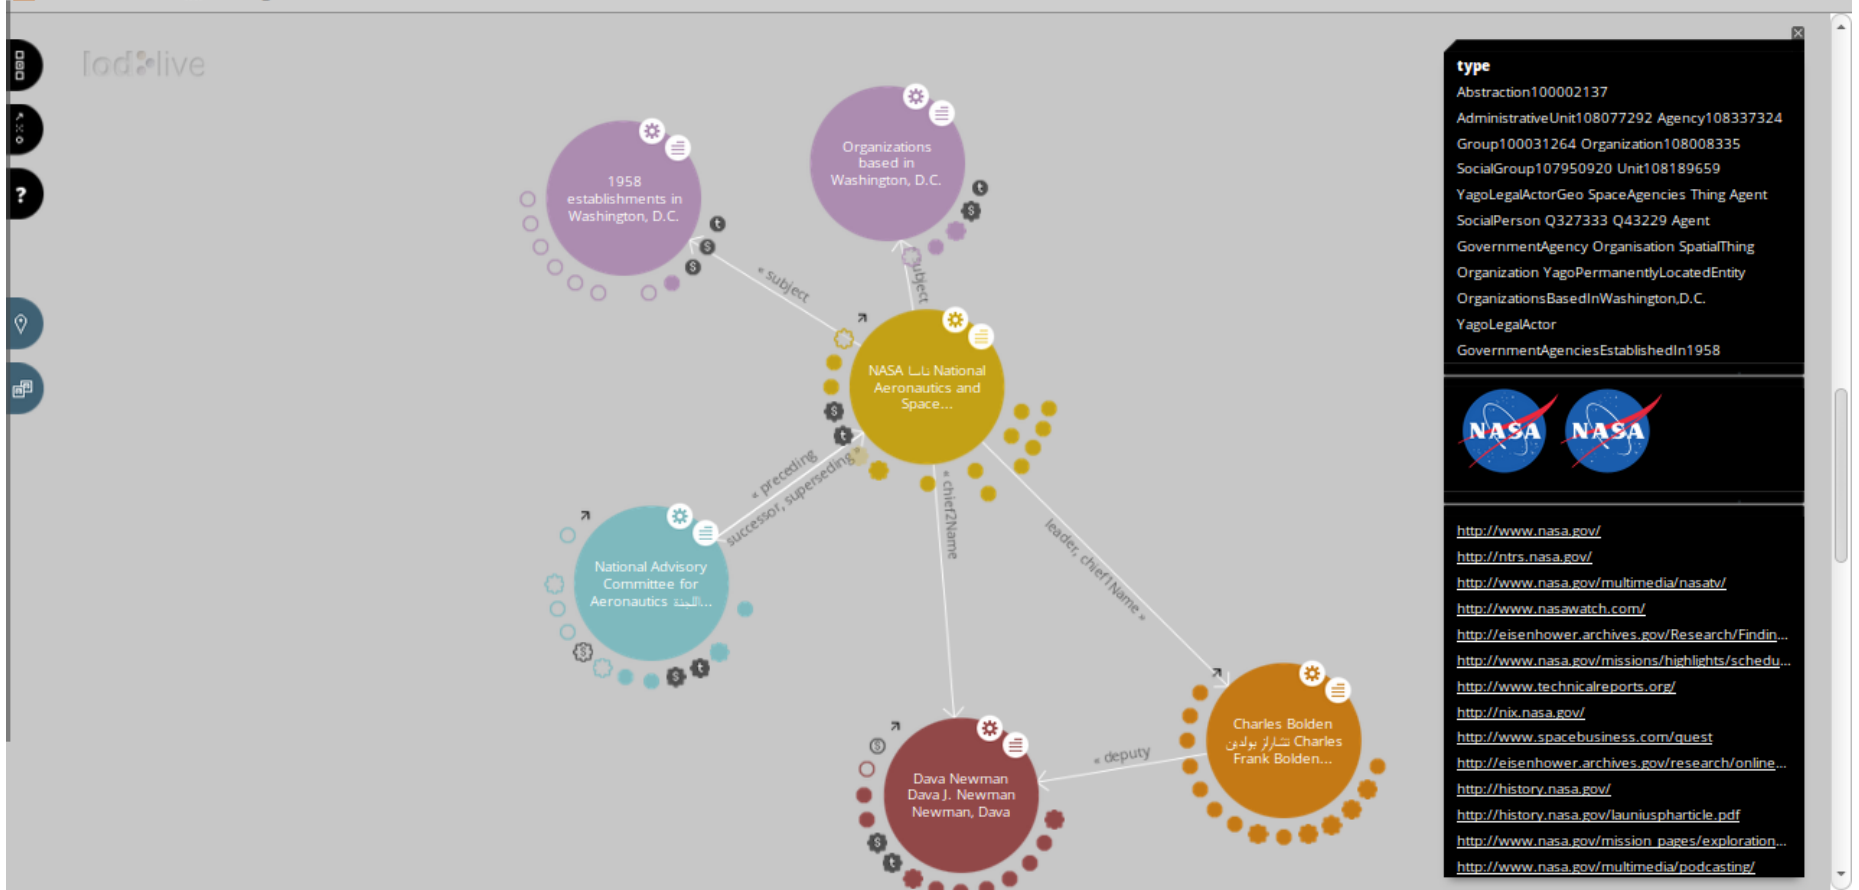 lod live
?
1958
establishments in
Washington, D.C.
Organizations
based in
Washington, D.C.
« subject
subject
NASA ناسا National
Aeronautics and
Space...
« preceding
successor, superseding »
« chief2Name
leader, chief1Name »
National Advisory
Committee for
Aeronautics اللجنة...
Charles Bolden
تشارلز بولدين Charles
Frank Bolden...
« deputy
Dava Newman
Dava J. Newman
Newman, Dava
type
Abstraction100002137
AdministrativeUnit108077292 Agency108337324
Group100031264 Organization108008335
SocialGroup107950920 Unit108189659
YagoLegalActorGeo SpaceAgencies Thing Agent
SocialPerson Q327333 Q43229 Agent
GovernmentAgency Organisation SpatialThing
Organization YagoPermanentlyLocatedEntity
OrganizationsBasedInWashington,D.C.
YagoLegalActor
GovernmentAgenciesEstablishedIn1958
NASA NASA
http://www.nasa.gov/
http://ntrs.nasa.gov/
http://www.nasa.gov/multimedia/nasatv/
http://www.nasawatch.com/
http://eisenhower.archives.gov/Research/Findin...
http://www.nasa.gov/missions/highlights/schedu...
http://www.technicalreports.org/
http://nix.nasa.gov/
http://www.spacebusiness.com/quest
http://eisenhower.archives.gov/research/online...
http://history.nasa.gov/
http://history.nasa.gov/launiuspharticle.pdf
http://www.nasa.gov/mission_pages/exploration...
http://www.nasa.gov/multimedia/podcasting/